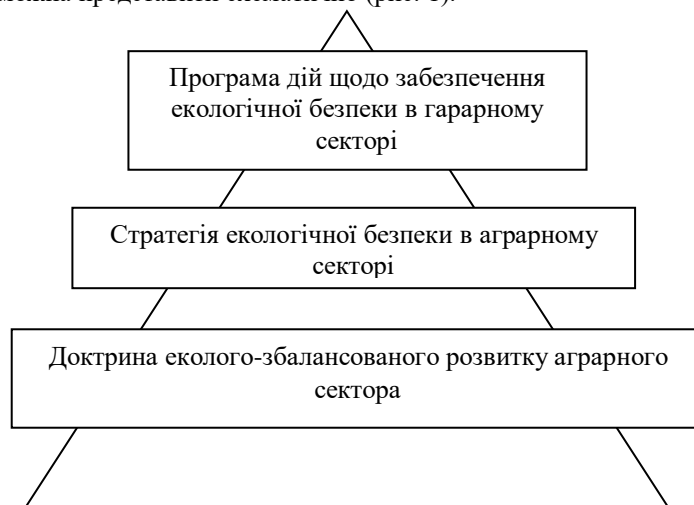 Програма дій щодо забезпечення
екологічної безпеки в гарарному
секторі
Стратегія екологічної безпеки в аграрному
секторі
Доктрина еколого-збалансованого розвитку аграрного
сектора